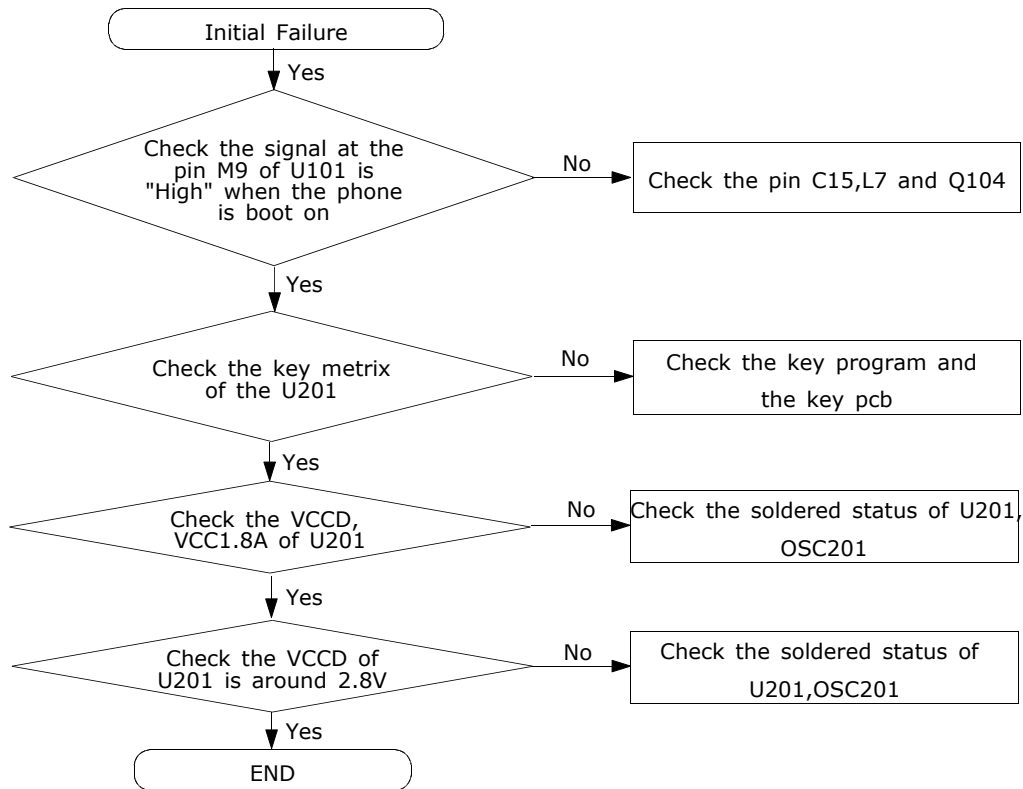 Initial Failure
Yes
Check the signal at the
pin M9 of U101 is
"High" when the phone
is boot on
No
Check the pin C15,L7 and Q104
Yes
Check the key metrix
of the U201
No
Check the key program and
the key pcb
Yes
Check the VCCD,
VCC1.8A of U201
No
Check the soldered status of U201,
OSC201
Yes
Check the VCCD of
U201 is around 2.8V
No
Check the soldered status of
U201,OSC201
Yes
END